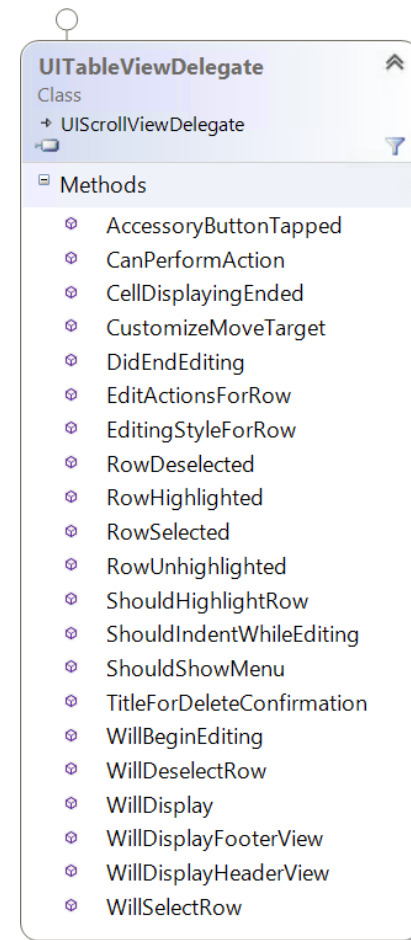 UITableViewDelegate
Class
UIScrollViewDelegate
Methods
AccessoryButtonTapped
CanPerformAction
CellDisplayingEnded
CustomizeMoveTarget
DidEndEditing
EditActionsForRow
EditingStyleForRow
RowDeselected
RowHighlighted
RowSelected
RowUnhighlighted
ShouldHighlightRow
ShouldIndentWhileEditing
ShouldShowMenu
TitleForDeleteConfirmation
WillBeginEditing
WillDeselectRow
WillDisplay
WillDisplayFooterView
WillDisplayHeaderView
WillSelectRow